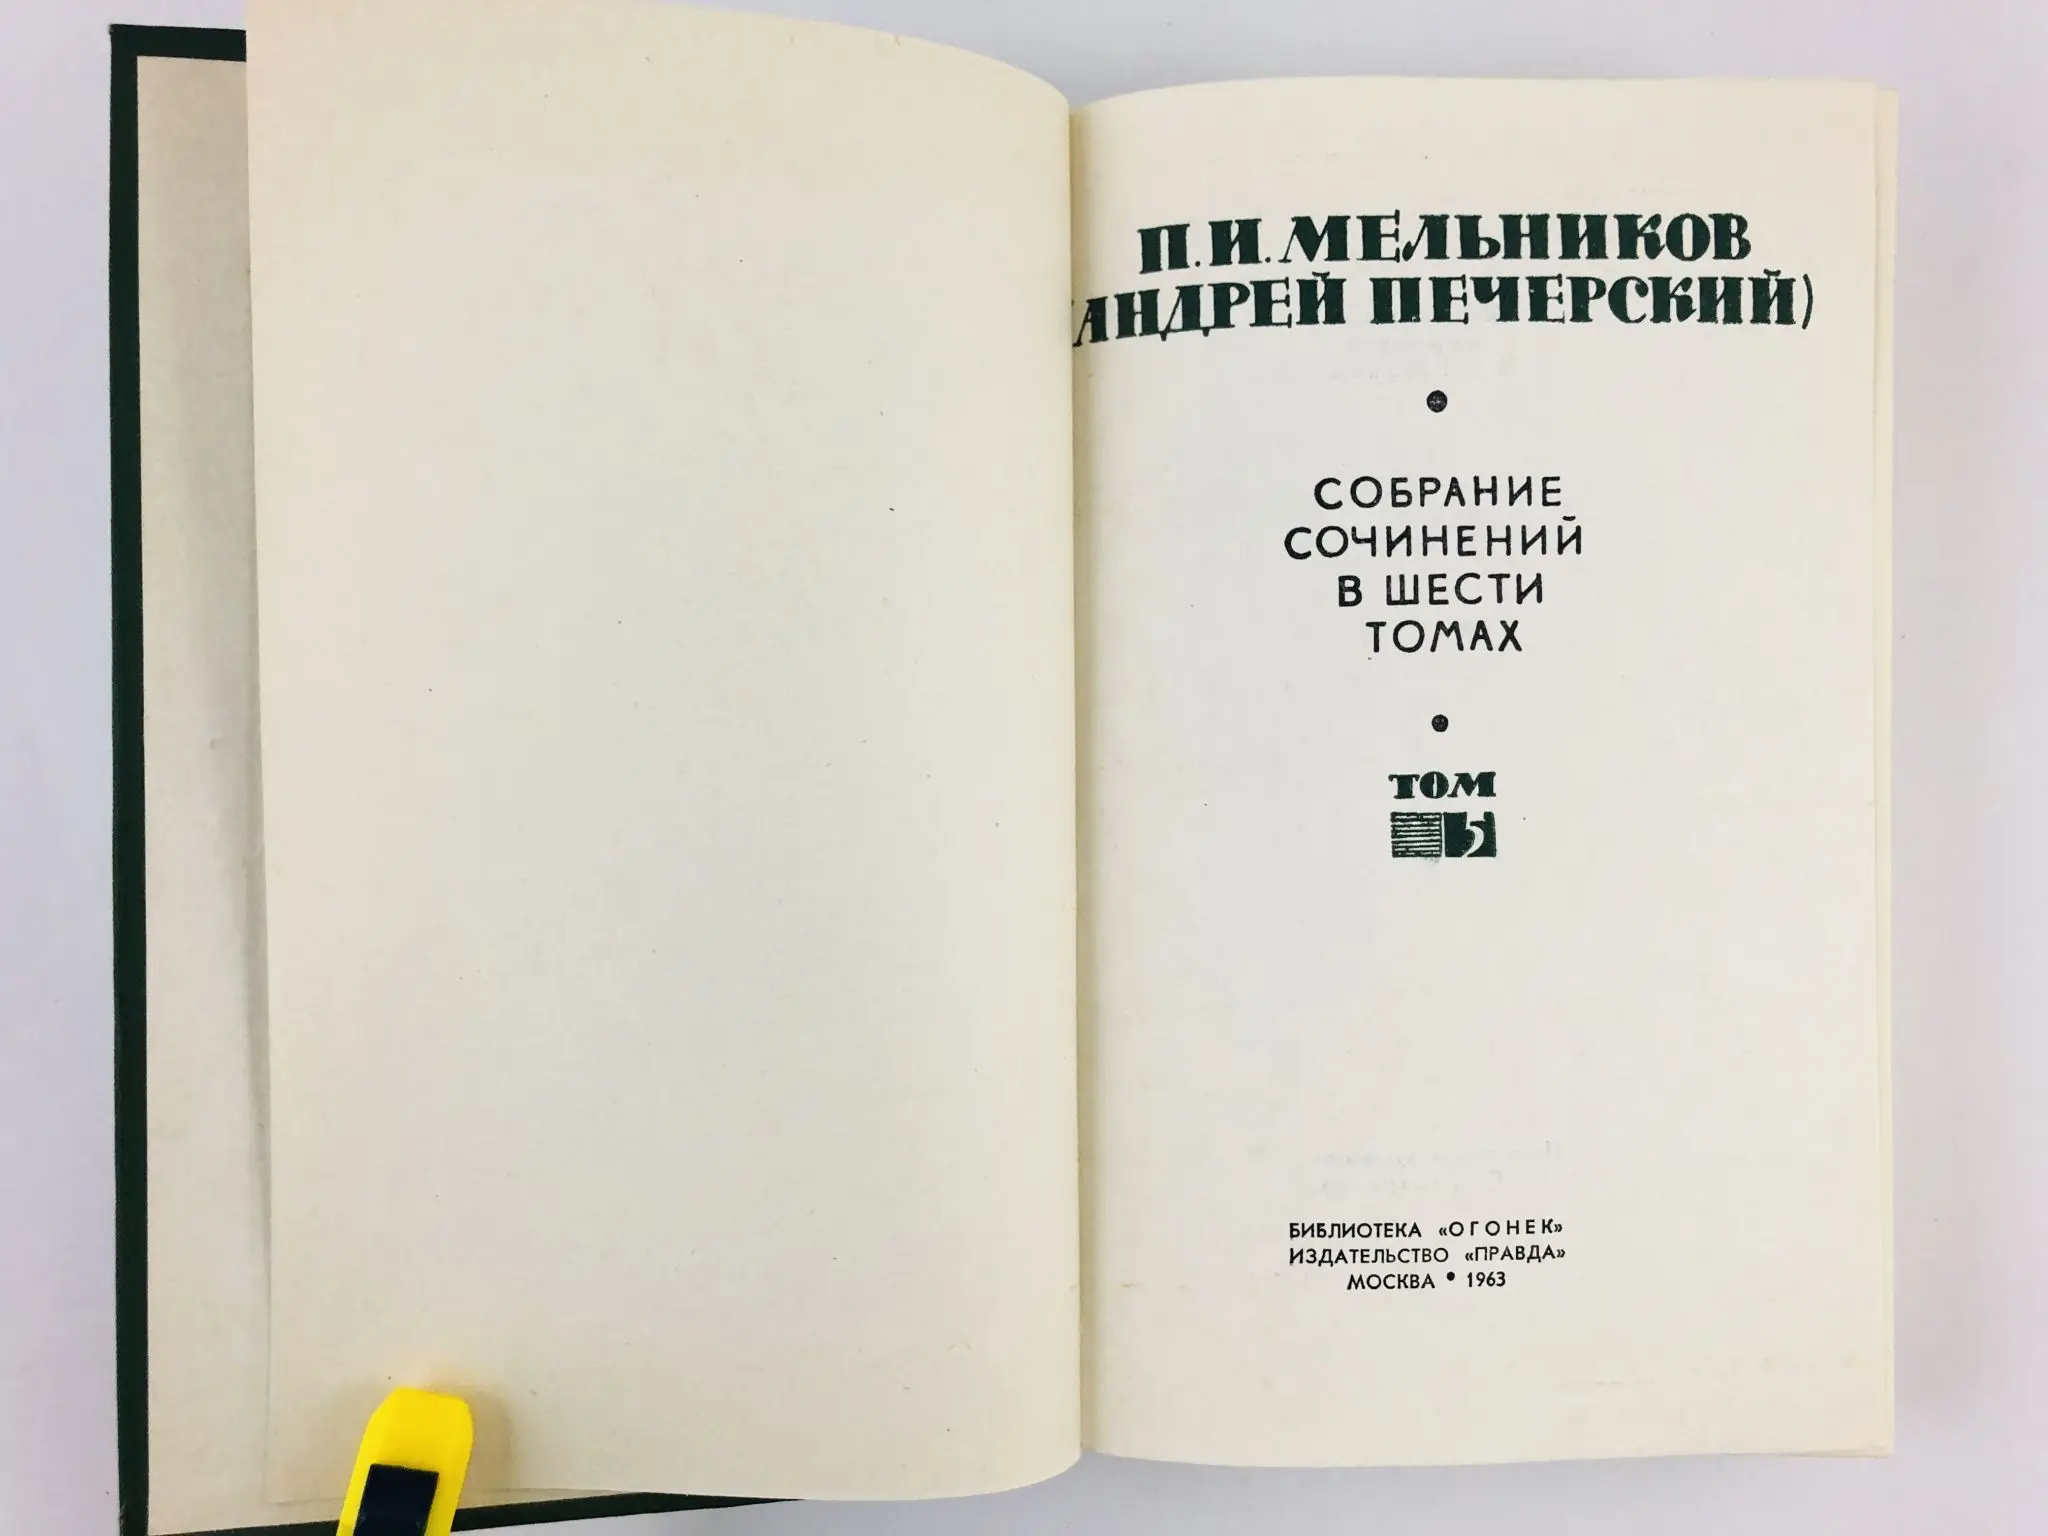 П. И. МЕЛЬНИКОВ
(АНДРЕЙ ПЕЧЕРСКИЙ)
СОБРАНИЕ
СОЧИНЕНИЙ
В ШЕСТИ
ТОМАХ
ТОМ
5
БИБЛИОТЕКА «ОГОНЕК»
ИЗДАТЕЛЬСТВО «ПРАВДА»
МОСКВА • 1963